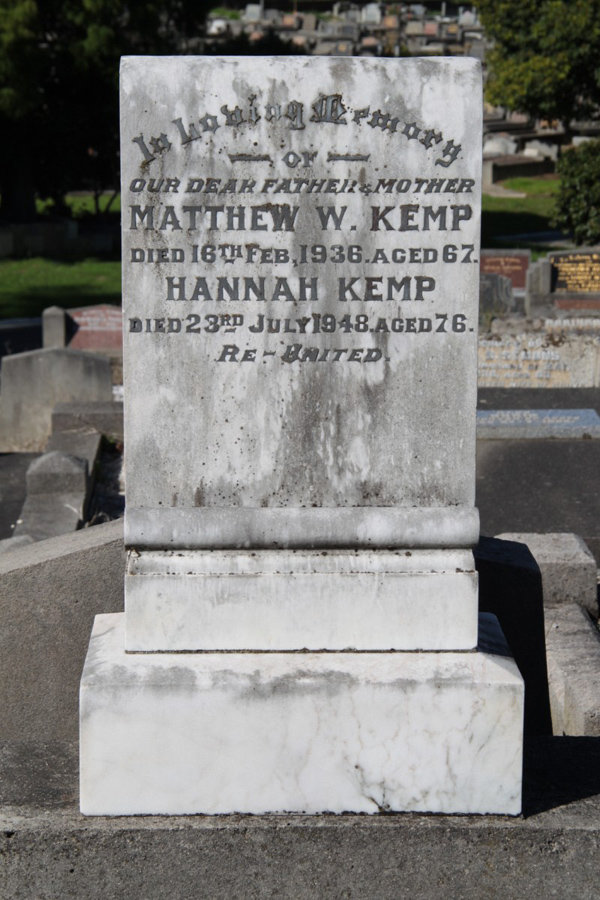 In Loving Memory
OF
OUR DEAR FATHER & MOTHER
MATTHEW W. KEMP
DIED 16TH FEB, 1936. AGED 67.
HANNAH KEMP
DIED 23RD JULY 1948. AGED 76.
RE-UNITED.